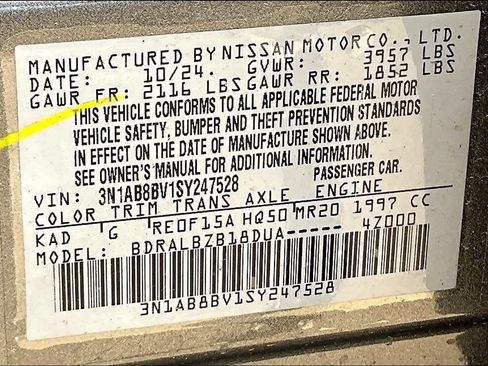 MANUFACTURED BY NISSAN MOTOR CO., LTD.
DATE: 10/24. GVWR: 3957 LBS
GAWR FR: 2116 LBS GAWR RR: 1852 LBS
THIS VEHICLE CONFORMS TO ALL APPLICABLE FEDERAL MOTOR
VEHICLE SAFETY, BUMPER AND THEFT PREVENTION STANDARDS
IN EFFECT ON THE DATE OF MANUFACTURE SHOWN ABOVE.
SEE OWNER'S MANUAL FOR ADDITIONAL INFORMATION.
VIN: 3N1AB8BV1SY247528 PASSENGER CAR.
COLOR TRIM TRANS AXLE ENGINE
KAD G RE0F15A HQ50 MR20 1997 CC
MODEL: BDRALBZB18DUA----- 4Z000
3N1AB8BV1SY247528